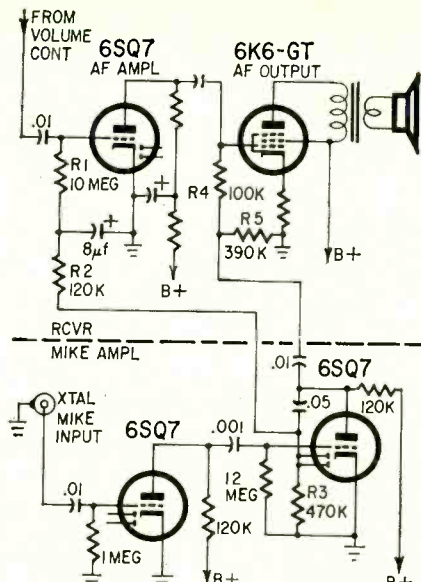 FROM
VOLUME
CONT
6SQ7
AF AMPL
6K6-GT
AF OUTPUT
.01
R1
10 MEG
R4
100K
R5
390K
8µf
+
+
R2
120K
B+
B+
RCVR
MIKE AMPL
.01
6SQ7
XTAL
MIKE
INPUT
6SQ7
.001
.05
120K
.01
12
MEG
R3
470K
1 MEG
120K
B+
B+